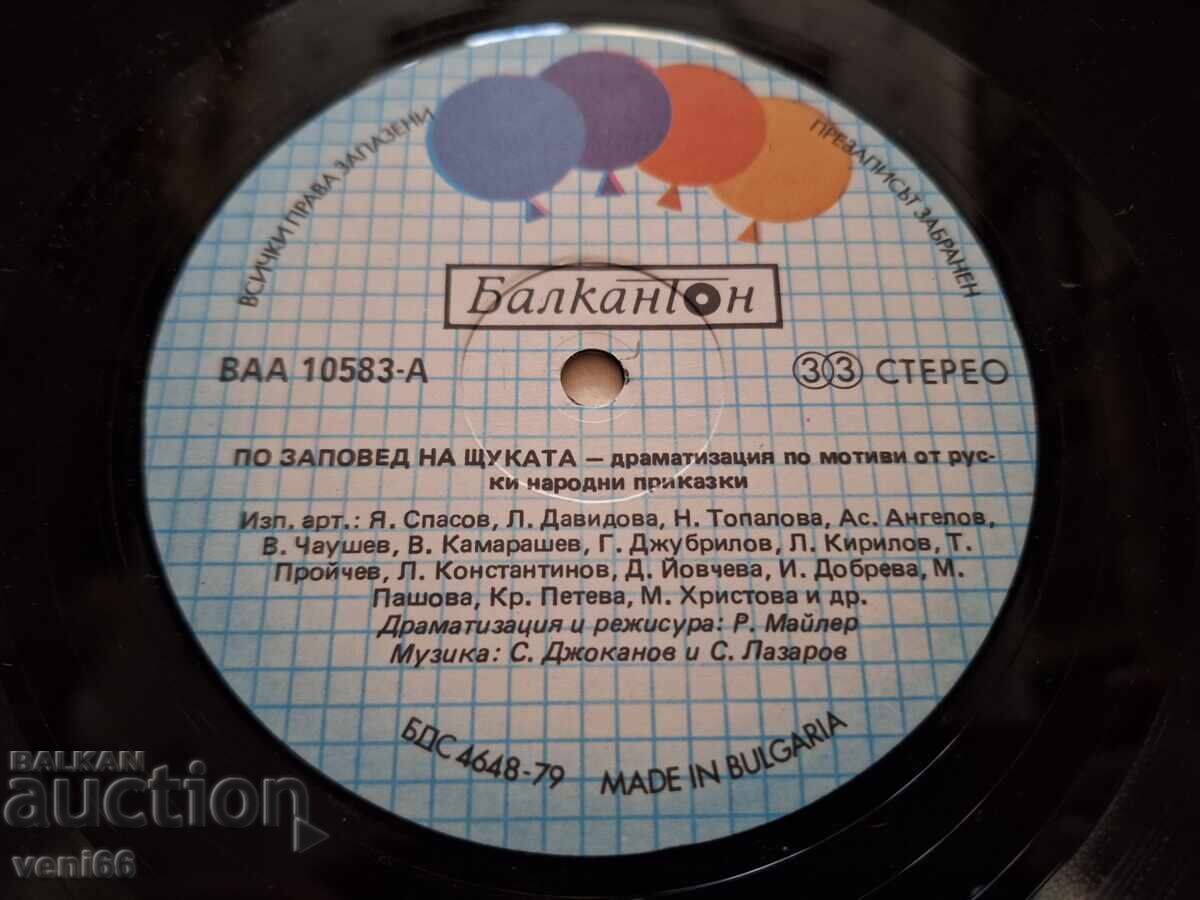 ВСИЧКИ ПРАВА ЗАПАЗЕНИ
ПРЕЗАПИСЪТ ЗАБРАНЕН
Балкантон
ВАА 10583-А
33 СТЕРЕО
ПО ЗАПОВЕД НА ЩУКАТА – драматизация по мотиви от рус-
ки народни приказки
Изп. арт.: Я. Спасов, Л. Давидова, Н. Топалова, Ас. Ангелов,
В. Чаушев, В. Камарашев, Г. Джубрилов, Л. Кирилов, Т.
Пройчев, Л. Константинов, Д. Йовчева, И. Добрева, М.
Пашова, Кр. Петева, М. Христова и др.
Драматизация и режисура: Р. Майлер
Музика: С. Джоканов и С. Лазаров
БДС 4648-79 MADE IN BULGARIA
BALKAN
auction
veni66